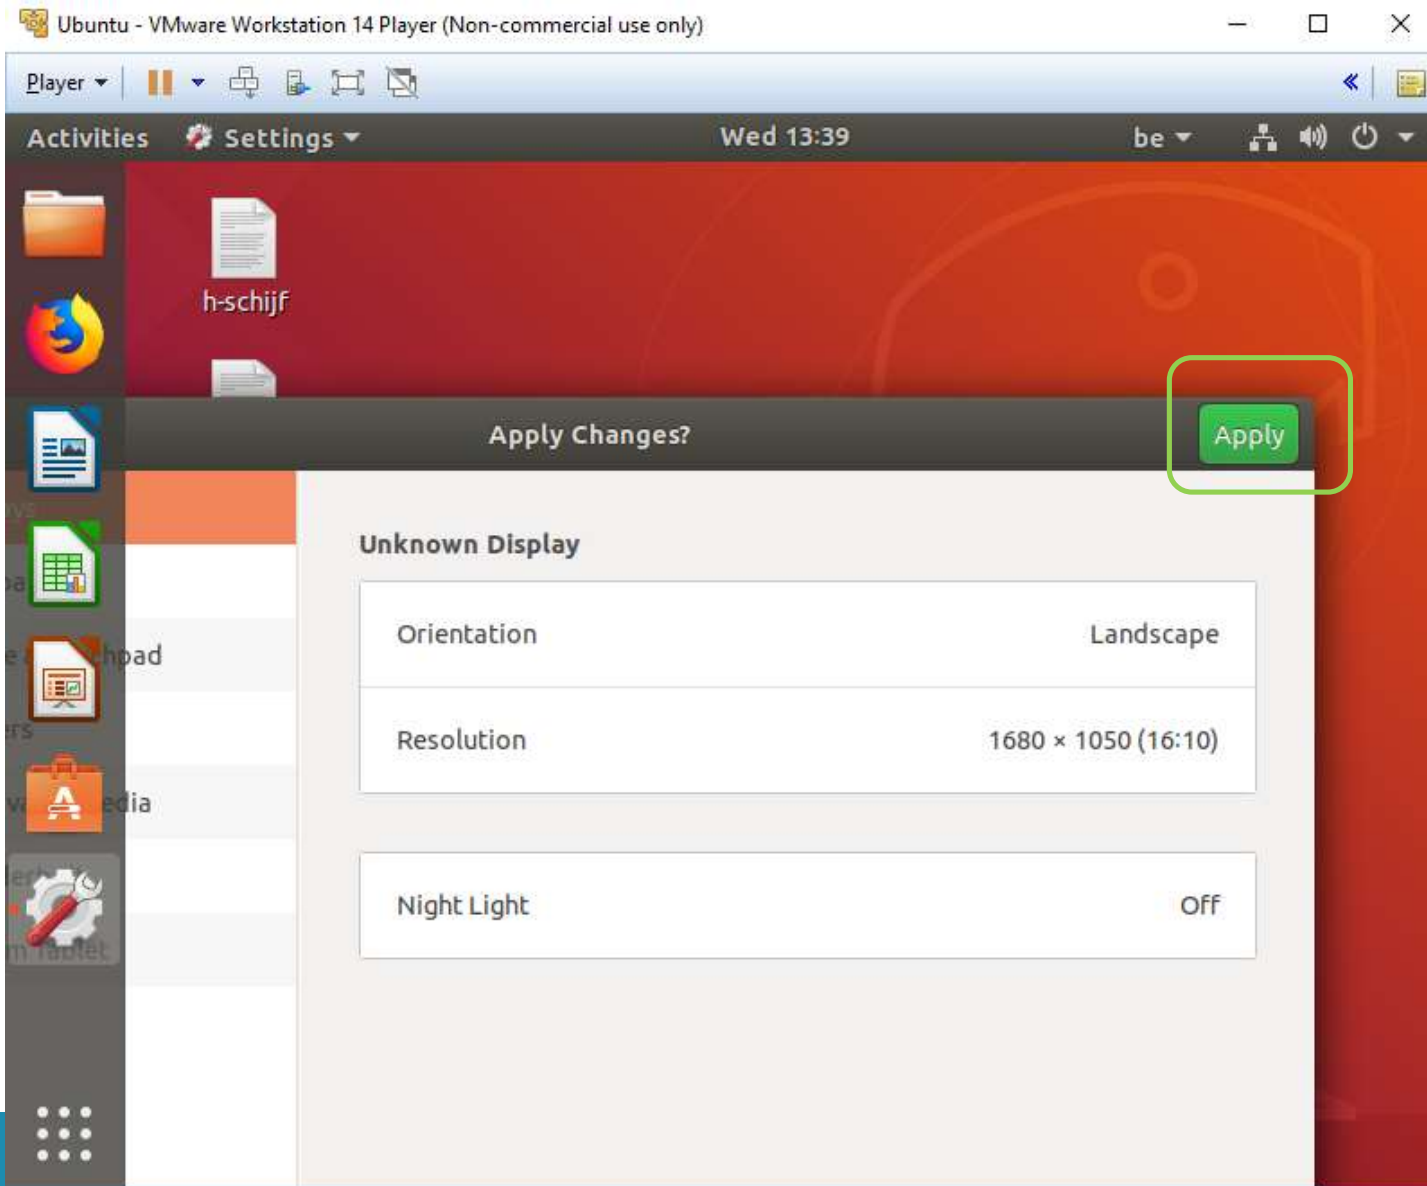 Ubuntu - VMware Workstation 14 Player (Non-commercial use only)
Player
Activities Settings Wed 13:39 be
h-schijf
Apply Changes? Apply
Unknown Display
Orientation Landscape
Resolution 1680 × 1050 (16:10)
Night Light Off